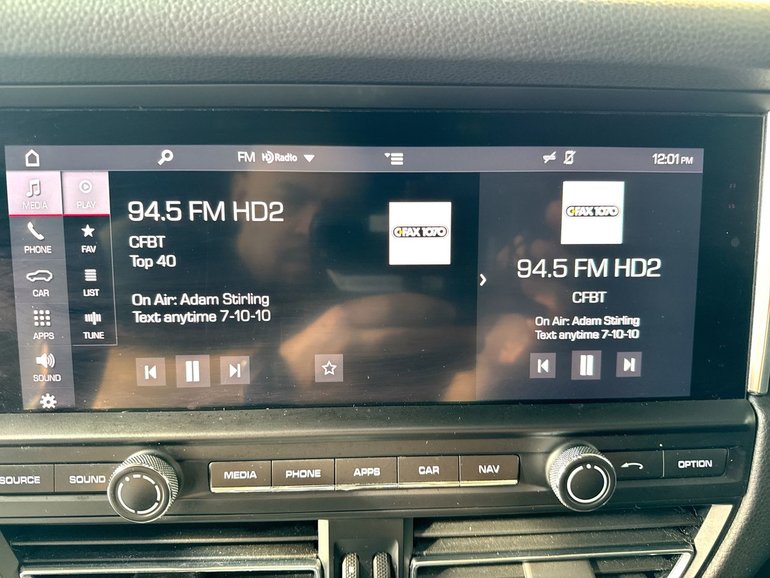 FM HD Radio
12:01 PM
MEDIA
PLAY
PHONE
FAV
CAR
LIST
APPS
TUNE
SOUND
94.5 FM HD2
CFBT
Top 40
On Air: Adam Stirling
Text anytime 7-10-10
CFAX 1070
CFAX 1070
94.5 FM HD2
CFBT
On Air: Adam Stirling
Text anytime 7-10-10
SOURCE
SOUND
MEDIA
PHONE
APPS
CAR
NAV
OPTION